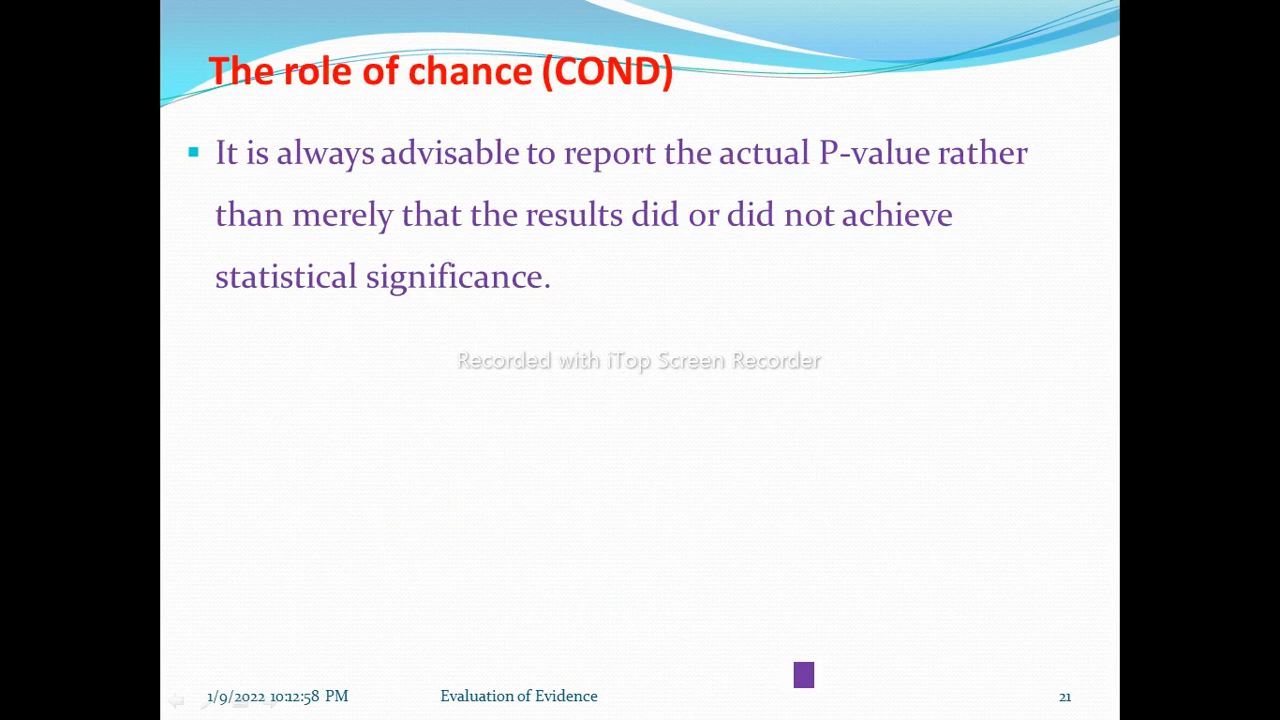 The role of chance (COND)
It is always advisable to report the actual P-value rather
than merely that the results did or did not achieve
statistical significance.
Recorded with iTop Screen Recorder
1/9/2022 10:12:58 PM
Evaluation of Evidence
21